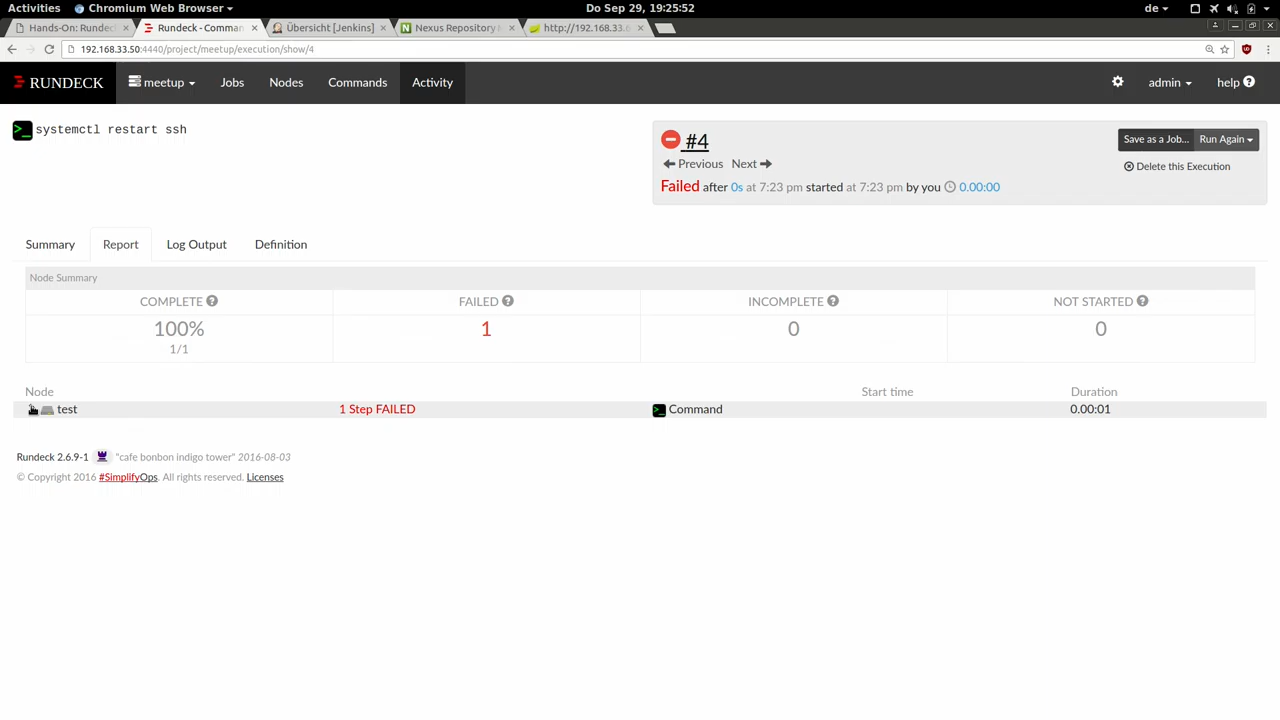 Activities Chromium Web Browser Do Sep 29, 19:25:52 de
Hands-On: Rundec × Rundeck - Comman × Übersicht [Jenkins] × Nexus Repository × http://192.168.33.6 ×
192.168.33.50:4440/project/meetup/execution/show/4
RUNDECK meetup Jobs Nodes Commands Activity admin help
systemctl restart ssh
#4
Save as a Job... Run Again
Previous Next
Delete this Execution
Failed after 0s at 7:23 pm started at 7:23 pm by you 0.00:00
Summary Report Log Output Definition
Node Summary
COMPLETE FAILED INCOMPLETE NOT STARTED
100% 1 0 0
1/1
Node Start time Duration
test 1 Step FAILED Command 0.00:01
Rundeck 2.6.9-1 "cafe bonbon indigo tower" 2016-08-03
© Copyright 2016 #SimplifyOps. All rights reserved. Licenses